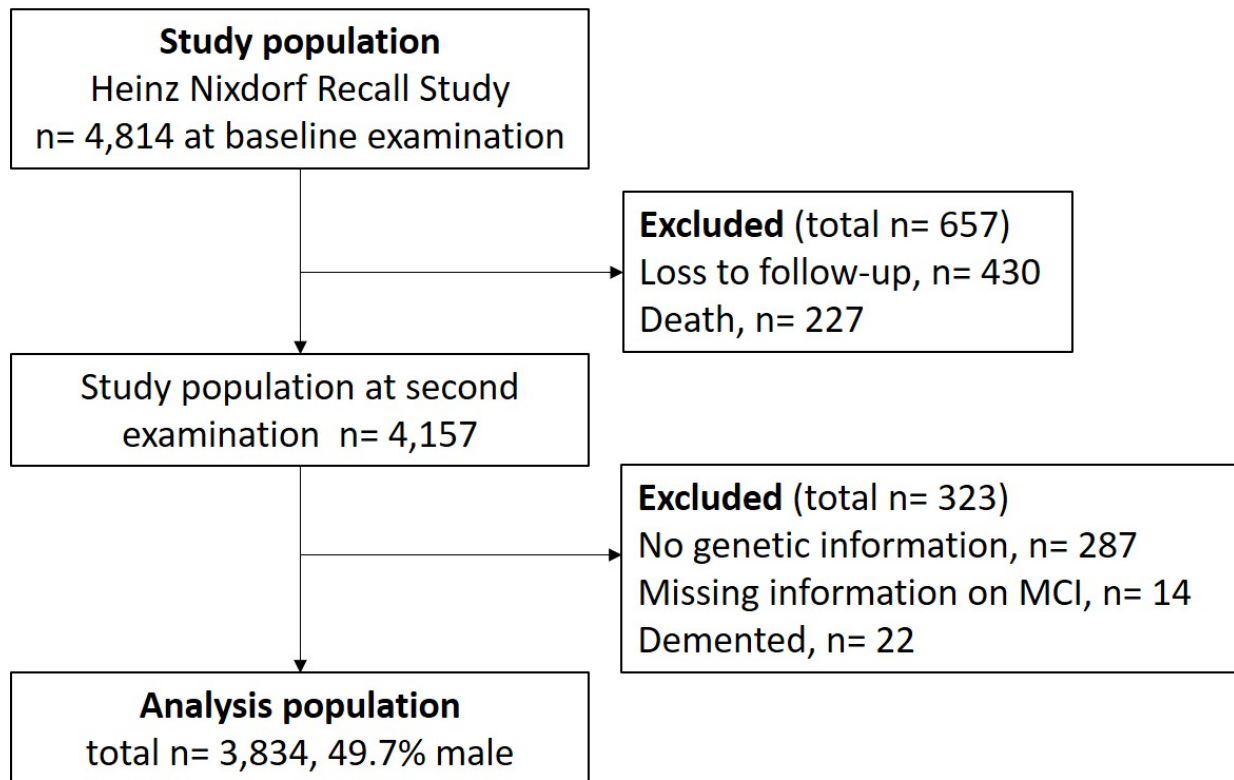 Study population
Heinz Nixdorf Recall Study
n= 4,814 at baseline examination
Excluded (total n= 657)
Loss to follow-up, n= 430
Death, n= 227
Study population at second
examination  n= 4,157
Excluded (total n= 323)
No genetic information, n= 287
Missing information on MCI, n= 14
Demented, n= 22
Analysis population
total n= 3,834, 49.7% male